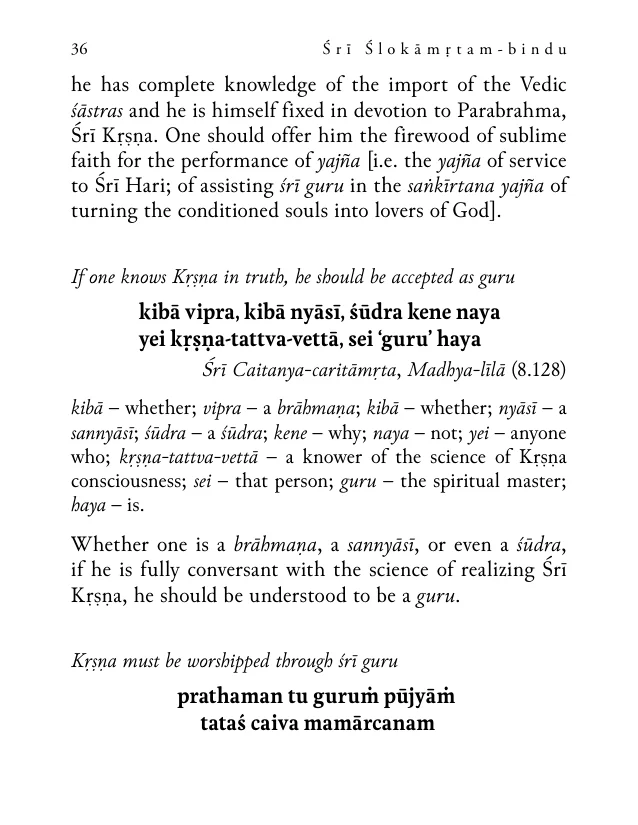 36 Śrī Ślokāmṛtam-bindu
he has complete knowledge of the import of the Vedic
śāstras and he is himself fixed in devotion to Parabrahma,
Śrī Kṛṣṇa. One should offer him the firewood of sublime
faith for the performance of yajña [i.e. the yajña of service
to Śrī Hari; of assisting śrī guru in the saṅkīrtana yajña of
turning the conditioned souls into lovers of God].
If one knows Kṛṣṇa in truth, he should be accepted as guru
kibā vipra, kibā nyāsī, śūdra kene naya
yei kṛṣṇa-tattva-vettā, sei ‘guru’ haya
Śrī Caitanya-caritāmṛta, Madhya-līlā (8.128)
kibā – whether; vipra – a brāhmaṇa; kibā – whether; nyāsī – a
sannyāsī; śūdra – a śūdra; kene – why; naya – not; yei – anyone
who; kṛṣṇa-tattva-vettā – a knower of the science of Kṛṣṇa
consciousness; sei – that person; guru – the spiritual master;
haya – is.
Whether one is a brāhmaṇa, a sannyāsī, or even a śūdra,
if he is fully conversant with the science of realizing Śrī
Kṛṣṇa, he should be understood to be a guru.
Kṛṣṇa must be worshipped through śrī guru
prathaman tu guruṁ pūjyāṁ
tataś caiva mamārcanam